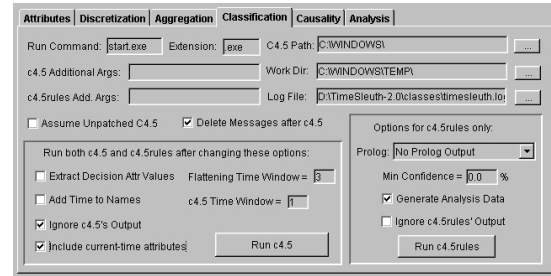 Attributes Discretization Aggregation Classification Causality Analysis
Run Command: start.exe Extension: .exe C4.5 Path: C:\WINDOWS\ ...
c4.5 Additional Args: Work Dir: C:\WINDOWS\TEMP\ ...
c4.5rules Add. Args: Log File: D:\TimeSleuth-2.0\classes\timesleuth.lo ...
Assume Unpatched C4.5 Delete Messages after c4.5 Options for c4.5rules only:
Run both c4.5 and c4.5rules after changing these options: Prolog: No Prolog Output
Extract Decision Attr Values Flattening Time Window = 3 Min Confidence = 0.0 %
Add Time to Names c4.5 Time Window = 1 Generate Analysis Data
Ignore c4.5's Output Ignore c4.5rules' Output
Include current-time attributes Run c4.5 Run c4.5rules